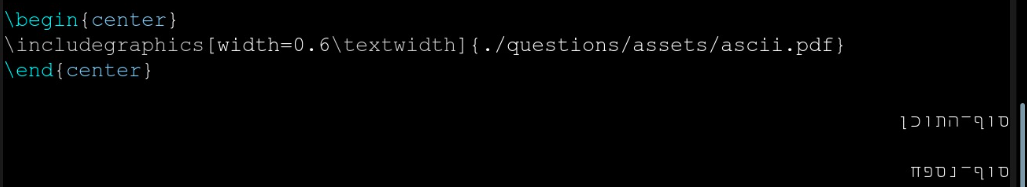 \begin{center}
\includegraphics[width=0.6\textwidth]{./questions/assets/ascii.pdf}
\end{center}
סוף־התוכן
סוף־נספח